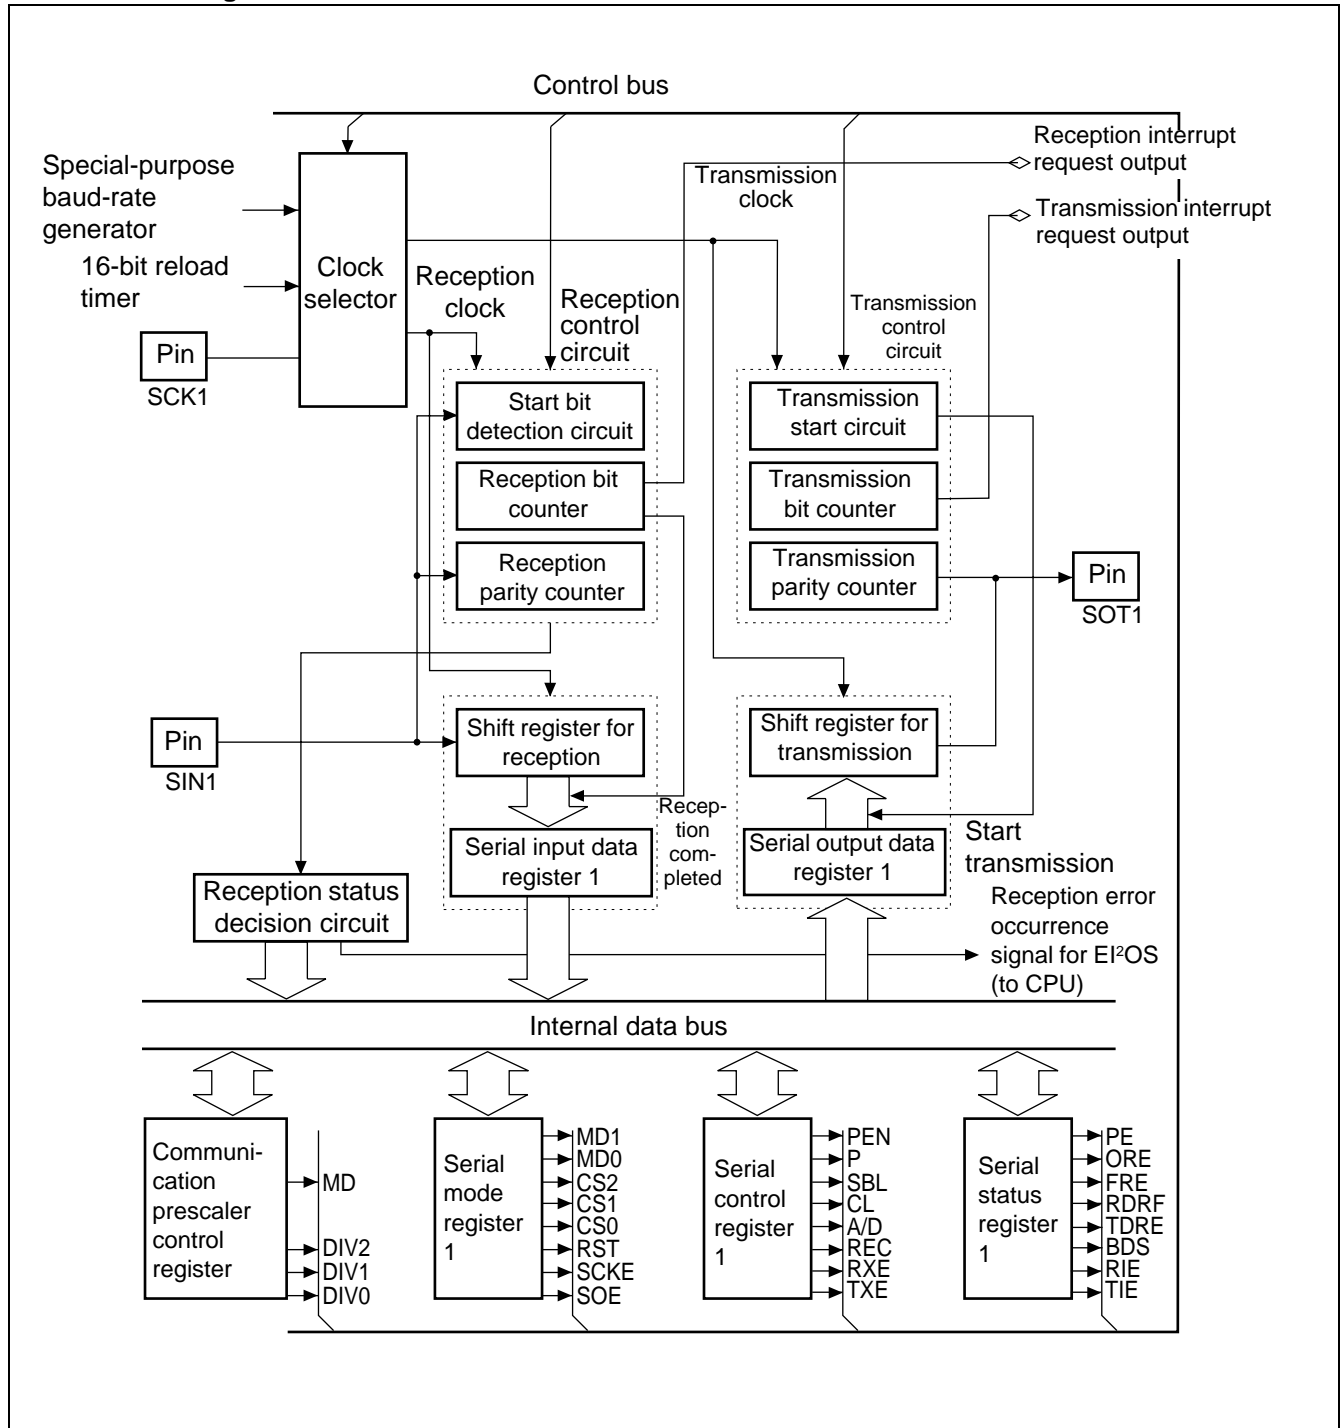 Control bus
Special-purpose
baud-rate
generator
16-bit reload
timer
Pin
SCK1
Clock
selector
Reception
clock
Reception
control
circuit
Transmission
clock
Transmission
control
circuit
Reception interrupt
request output
Transmission interrupt
request output
Start bit
detection circuit
Reception bit
counter
Reception
parity counter
Transmission
start circuit
Transmission
bit counter
Transmission
parity counter
Pin
SOT1
Pin
SIN1
Shift register for
reception
Shift register for
transmission
Recep-
tion
com-
pleted
Serial input data
register 1
Serial output data
register 1
Start
transmission
Reception status
decision circuit
Reception error
occurrence
signal for EI²OS
(to CPU)
Internal data bus
Communi-
cation
prescaler
control
register
MD
DIV2
DIV1
DIV0
Serial
mode
register
1
MD1
MD0
CS2
CS1
CS0
RST
SCKE
SOE
Serial
control
register
1
PEN
P
SBL
CL
A/D
REC
RXE
TXE
Serial
status
register
1
PE
ORE
FRE
RDRF
TDRE
BDS
RIE
TIE